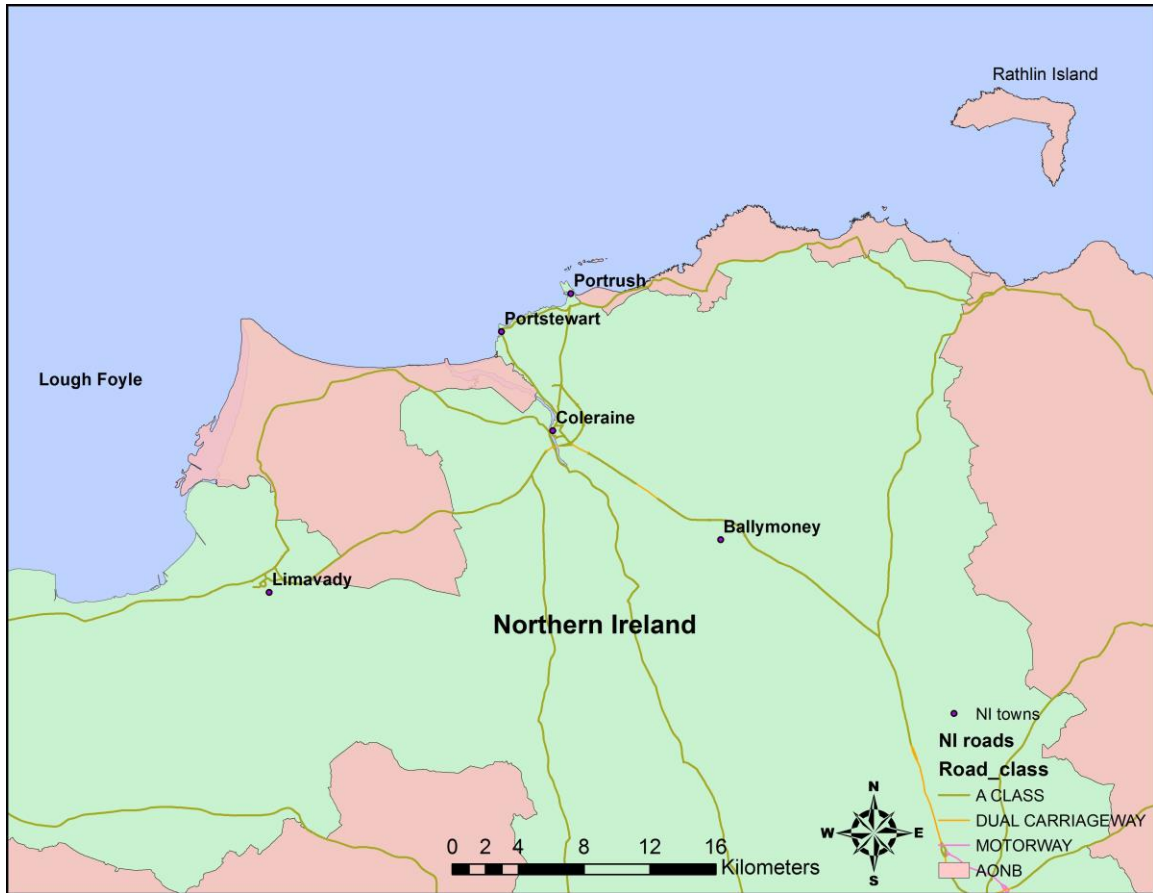 Rathlin Island
Portrush
Portstewart
Lough Foyle
Coleraine
Ballymoney
Limavady
Northern Ireland
NI towns
NI roads
Road_class
A CLASS
DUAL CARRIAGEWAY
MOTORWAY
AONB
N
W E
S
0 2 4 8 12 16
Kilometers